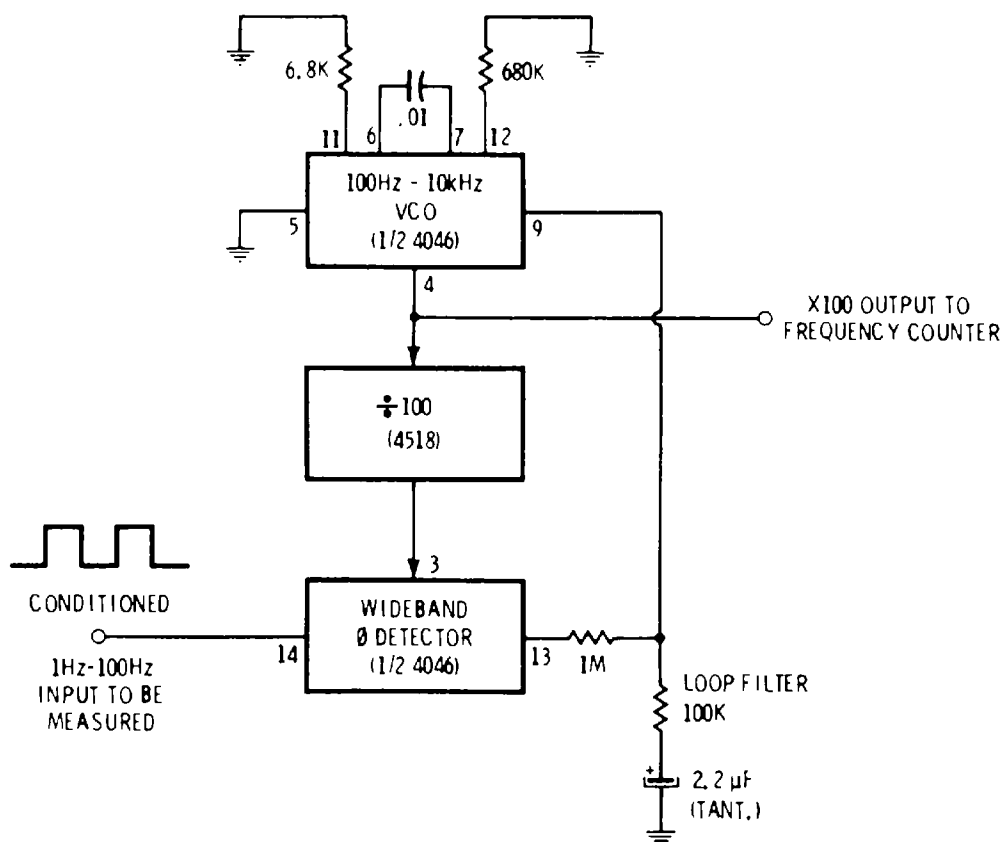 6.8K
680K
.01
11
6
7
12
100Hz - 10kHz
VCO
(1/2 4046)
5
9
4
X100 OUTPUT TO
FREQUENCY COUNTER
÷100
(4518)
3
CONDITIONED
1Hz-100Hz
INPUT TO BE
MEASURED
14
WIDEBAND
Ø DETECTOR
(1/2 4046)
13
1M
LOOP FILTER
100K
+
2.2 µF
(TANT.)